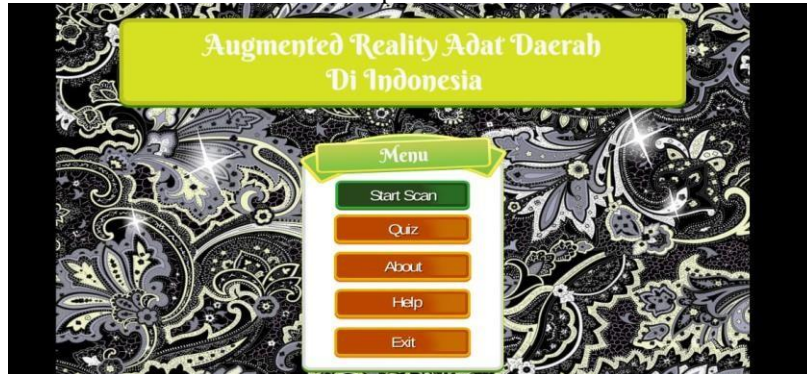 Augmented Reality Adat Daerah
Di Indonesia
Menu
Start Scan
Quiz
About
Help
Exit